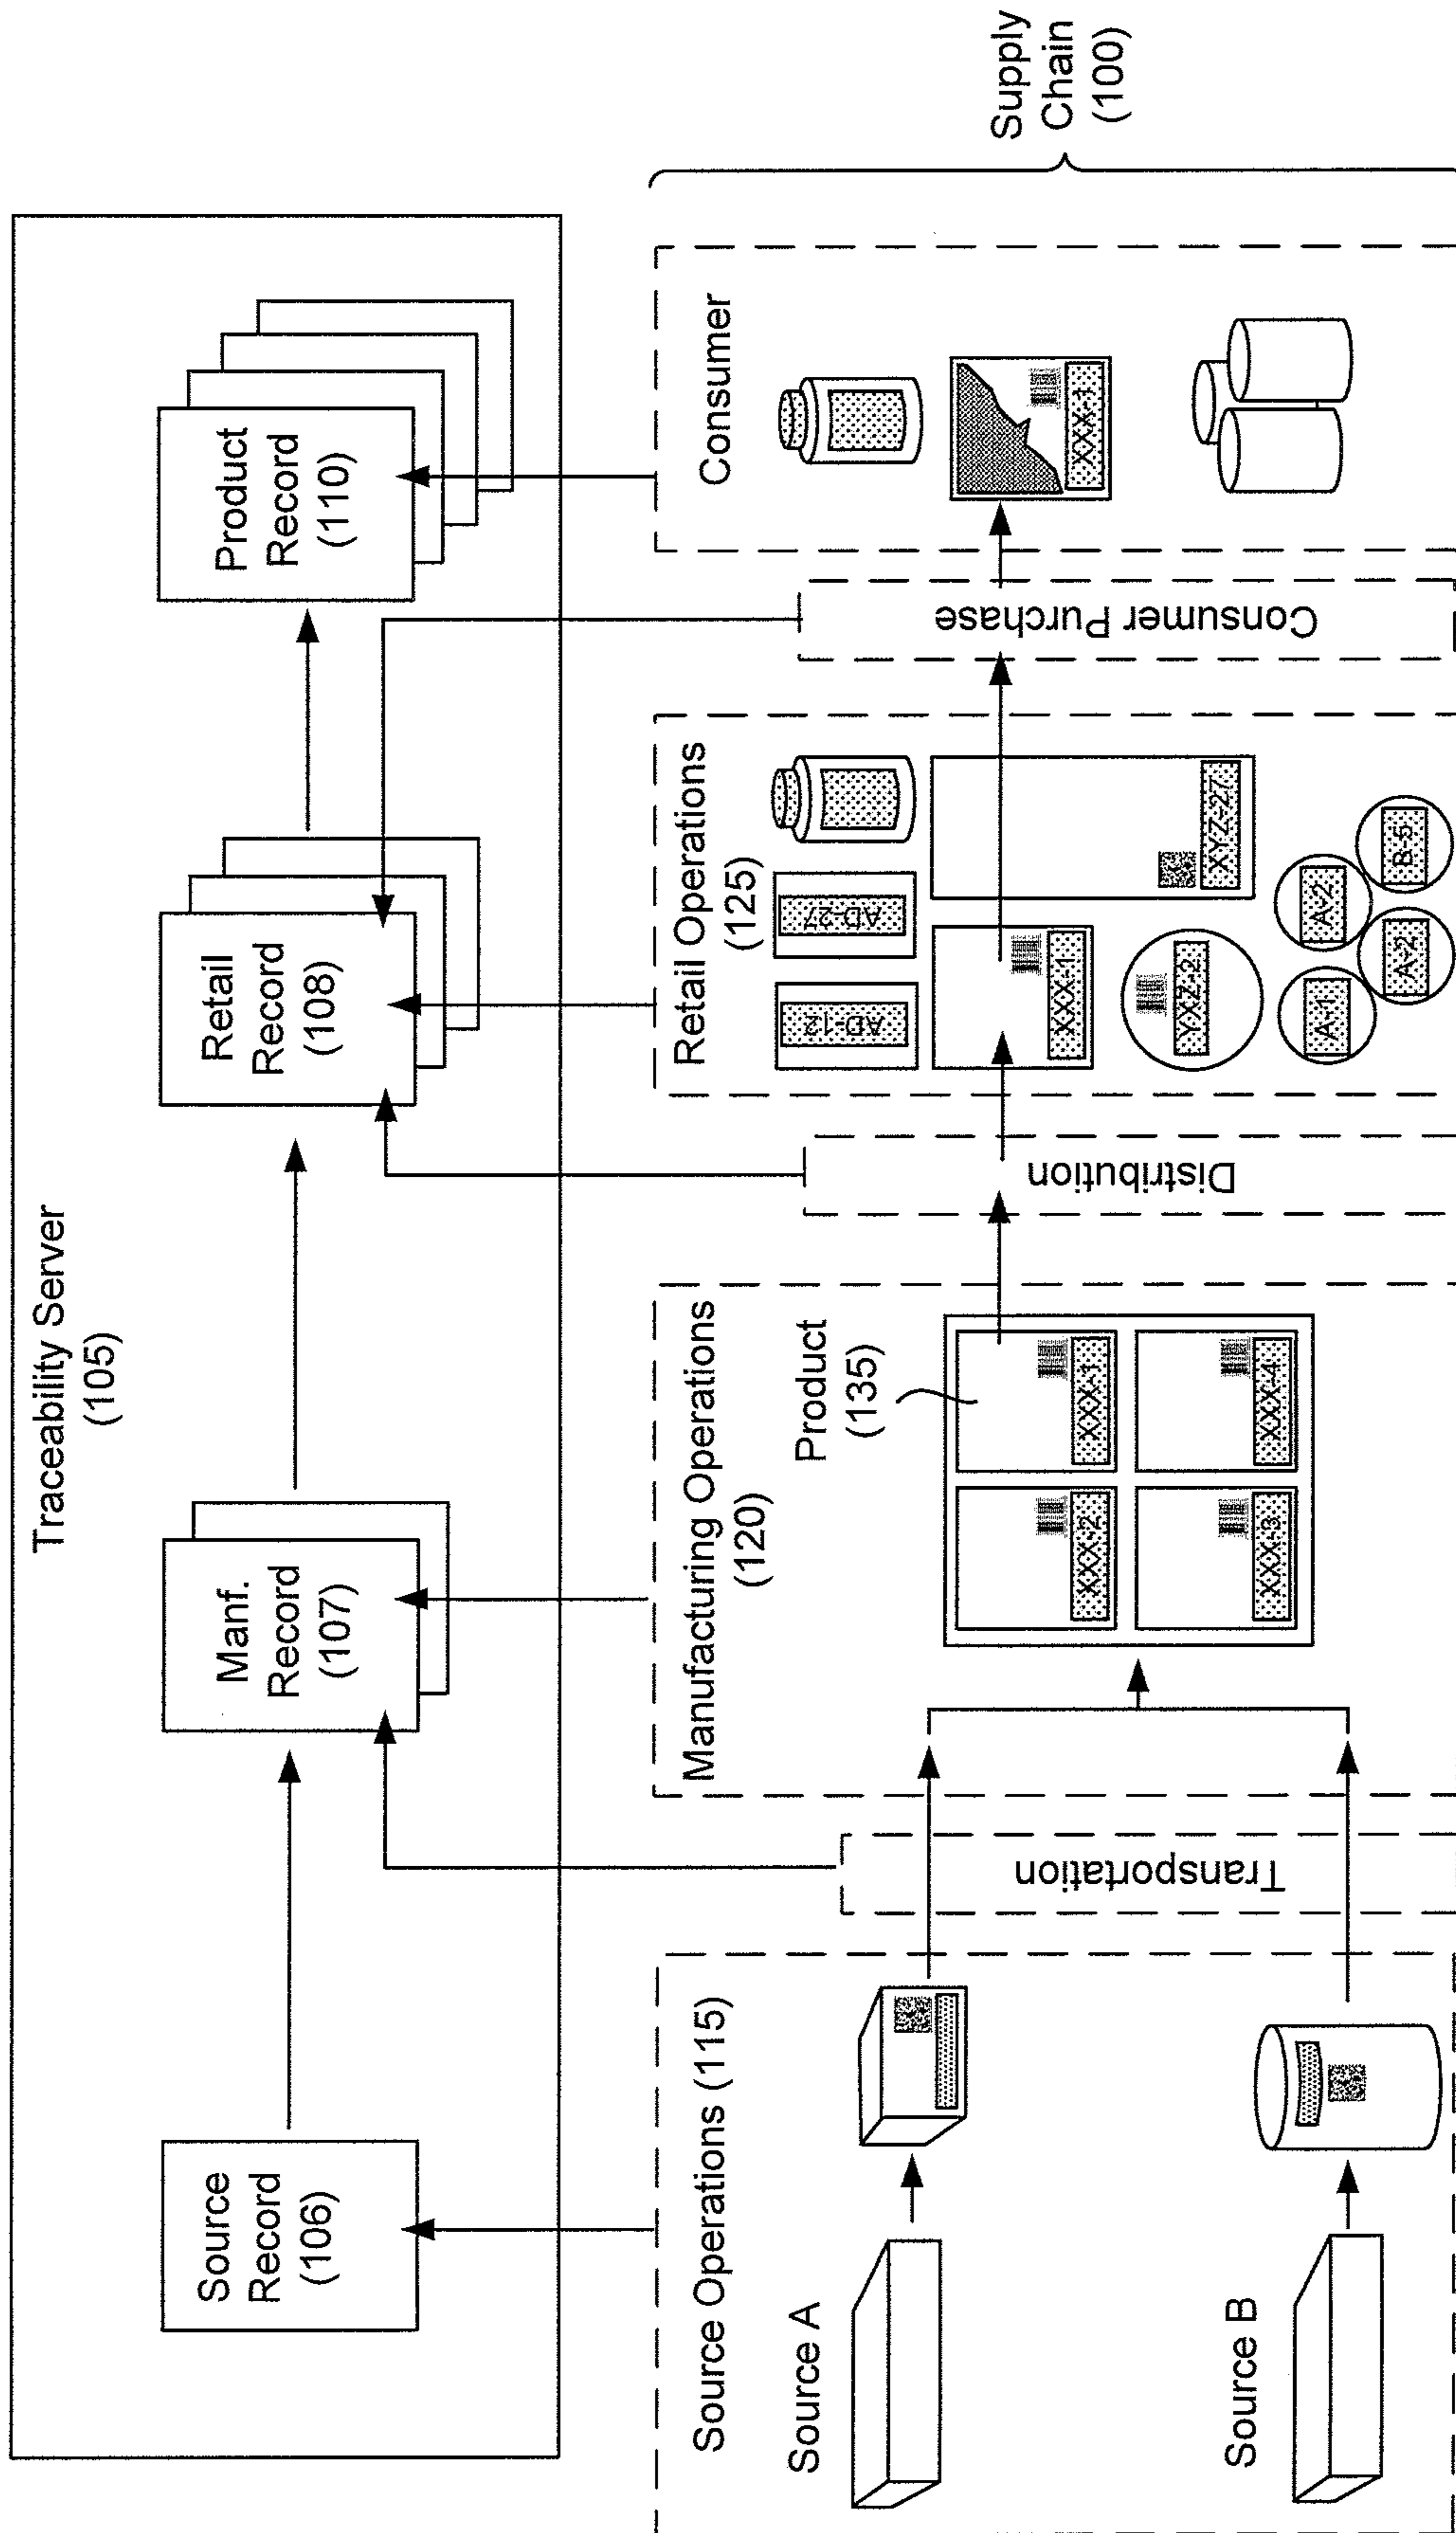 Traceability Server
(105)
Source
Record
(106)
Manf.
Record
(107)
Retail
Record
(108)
Product
Record
(110)
Source Operations (115)
Source A
Source B
Transportation
Manufacturing Operations
(120)
Product
(135)
XXX-2
XXX-1
XXX-3
XXX-4
Distribution
Retail Operations
(125)
AD-12
AD-27
XXX-1
XYZ-27
YXZ-2
A-1
A-2
A-2
B-5
Consumer Purchase
Consumer
XXX-1
Supply
Chain
(100)